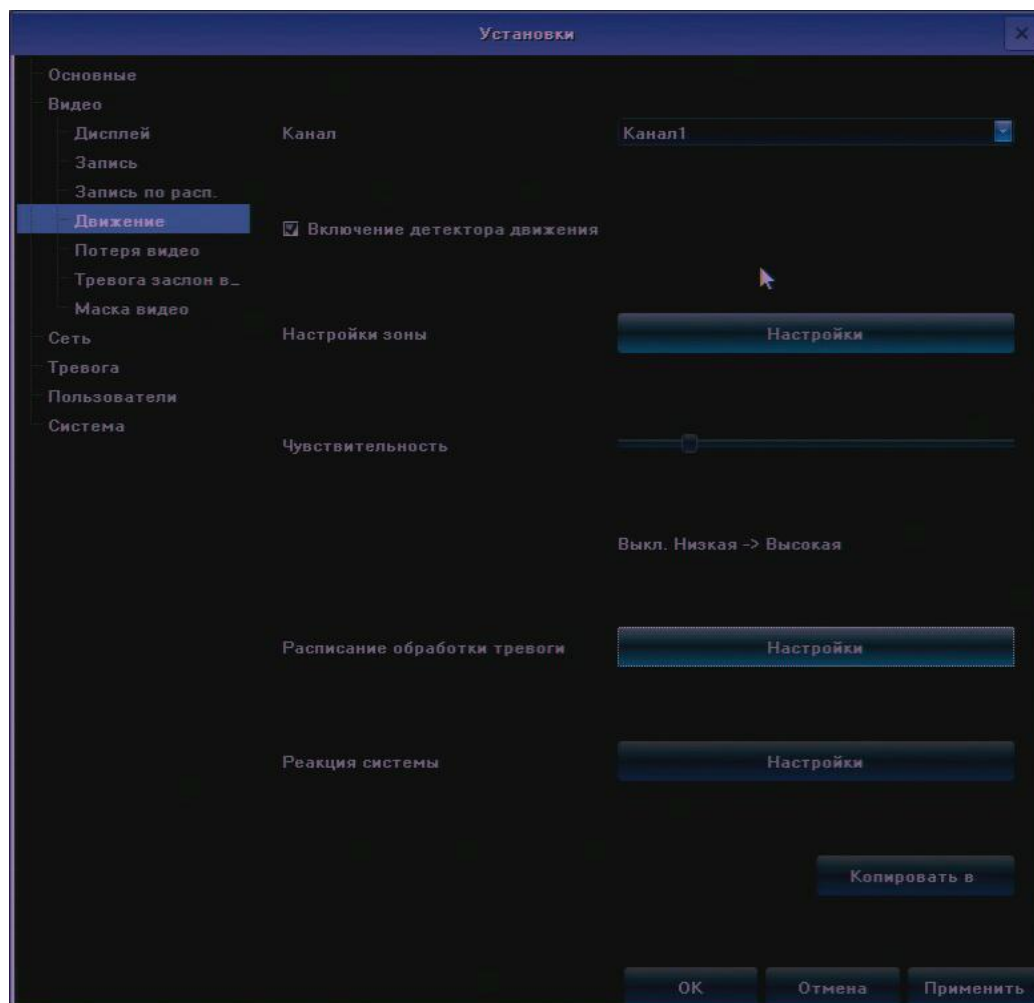 Установки
Основные
Видео
Дисплей
Запись
Запись по расп.
Движение
Потеря видео
Тревога заслон в…
Маска видео
Сеть
Тревога
Пользователи
Система
Канал
Канал1
Включение детектора движения
Настройки зоны
Настройки
Чувствительность
Выкл. Низкая -> Высокая
Расписание обработки тревоги
Настройки
Реакция системы
Настройки
Копировать в
OK
Отмена
Применить